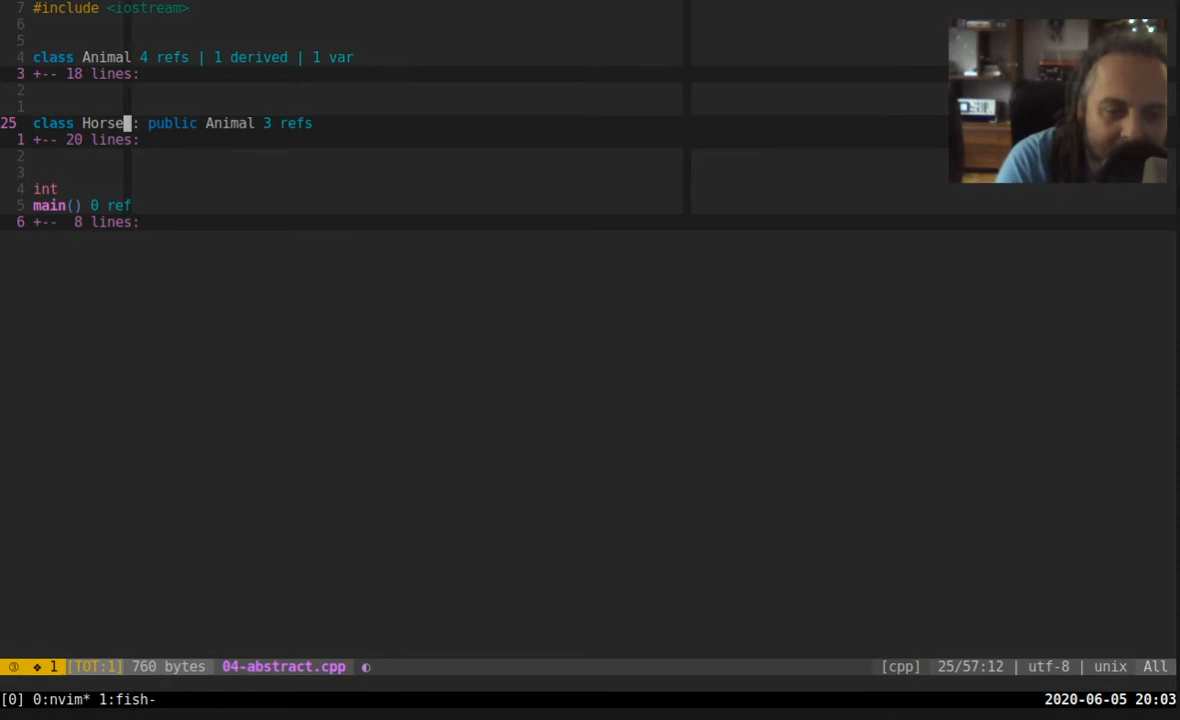 7 #include <iostream>
6
5
4 class Animal 4 refs | 1 derived | 1 var
3 +-- 18 lines:
2
1
25 class Horse : public Animal 3 refs
1 +-- 20 lines:
2
3
4 int
5 main() 0 ref
6 +--  8 lines:
③ ❖ 1 [TOT:1] 760 bytes 04-abstract.cpp ◐ [cpp] 25/57:12 | utf-8 | unix All
[0] 0:nvim* 1:fish- 2020-06-05 20:03